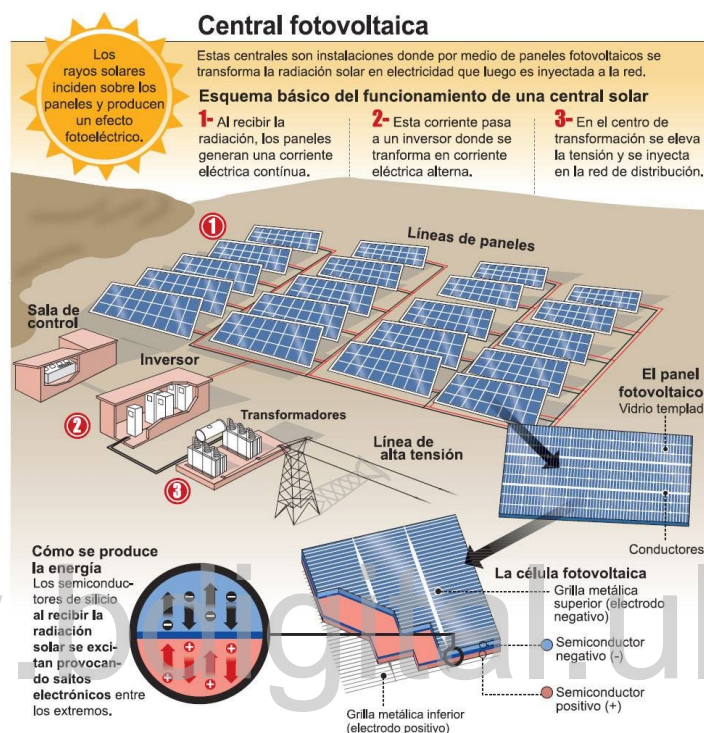 Central fotovoltaica
Los
rayos solares
inciden sobre los
paneles y producen
un efecto
fotoeléctrico.
Estas centrales son instalaciones donde por medio de paneles fotovoltaicos se
transforma la radiación solar en electricidad que luego es inyectada a la red.
Esquema básico del funcionamiento de una central solar
1- Al recibir la
radiación, los paneles
generan una corriente
eléctrica contínua.
2- Esta corriente pasa
a un inversor donde se
tranforma en corriente
eléctrica alterna.
3- En el centro de
transformación se eleva
la tensión y se inyecta
en la red de distribución.
1
Líneas de paneles
Sala de
control
Inversor
2
Transformadores
3
Línea de
alta tensión
El panel
fotovoltaico
Vidrio templad
Conductores
Cómo se produce
la energía
Los semiconduc-
tores de silicio
al recibir la
radiación
solar se exci-
tan provocan-
do saltos
electrónicos entre
los extremos.
La célula fotovoltaica
Grilla metálica
superior (electrodo
negativo)
Semiconductor
negativo (-)
Semiconductor
positivo (+)
Grilla metálica inferior
(electrodo positivo)